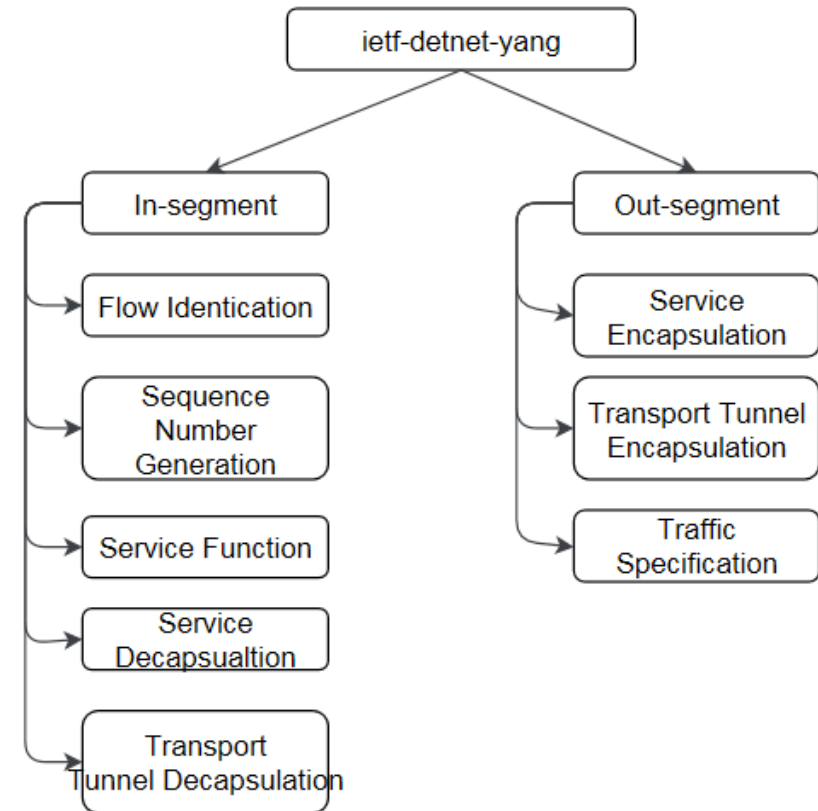 ietf-detnet-yang
In-segment
Flow Identication
Sequence
Number
Generation
Service Function
Service
Decapsualtion
Transport
Tunnel Decapsulation
Out-segment
Service
Encapsulation
Transport Tunnel
Encapsulation
Traffic
Specification